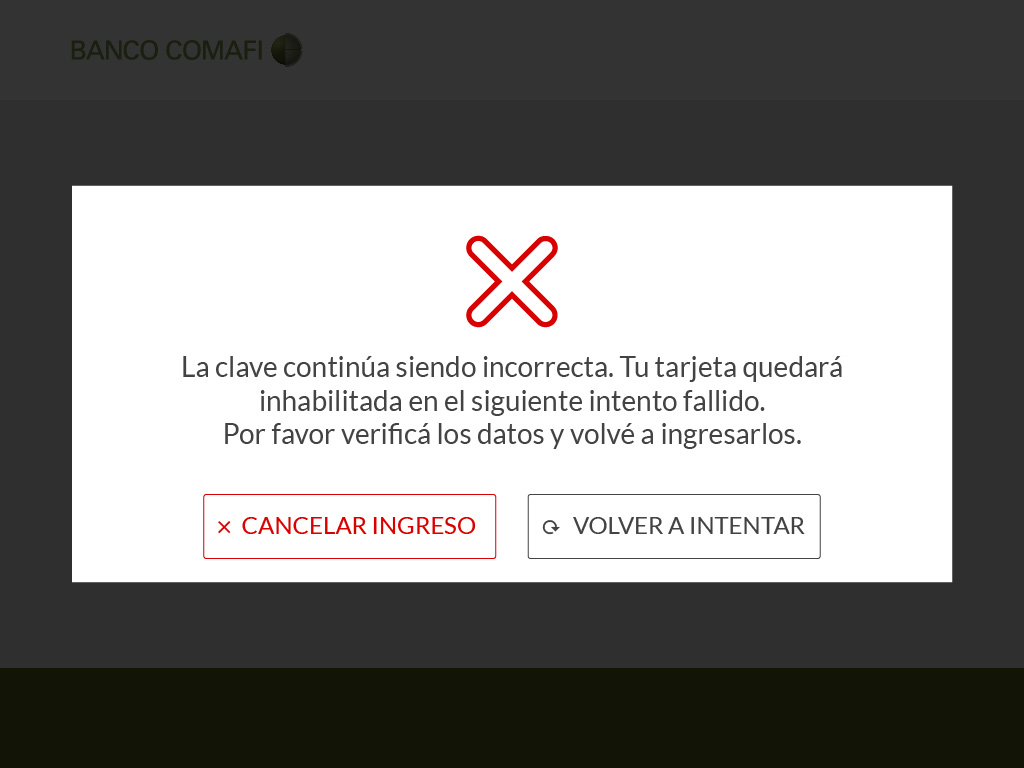 BANCO COMAFI
La clave continúa siendo incorrecta. Tu tarjeta quedará
inhabilitada en el siguiente intento fallido.
Por favor verificá los datos y volvé a ingresarlos.
CANCELAR INGRESO
VOLVER A INTENTAR